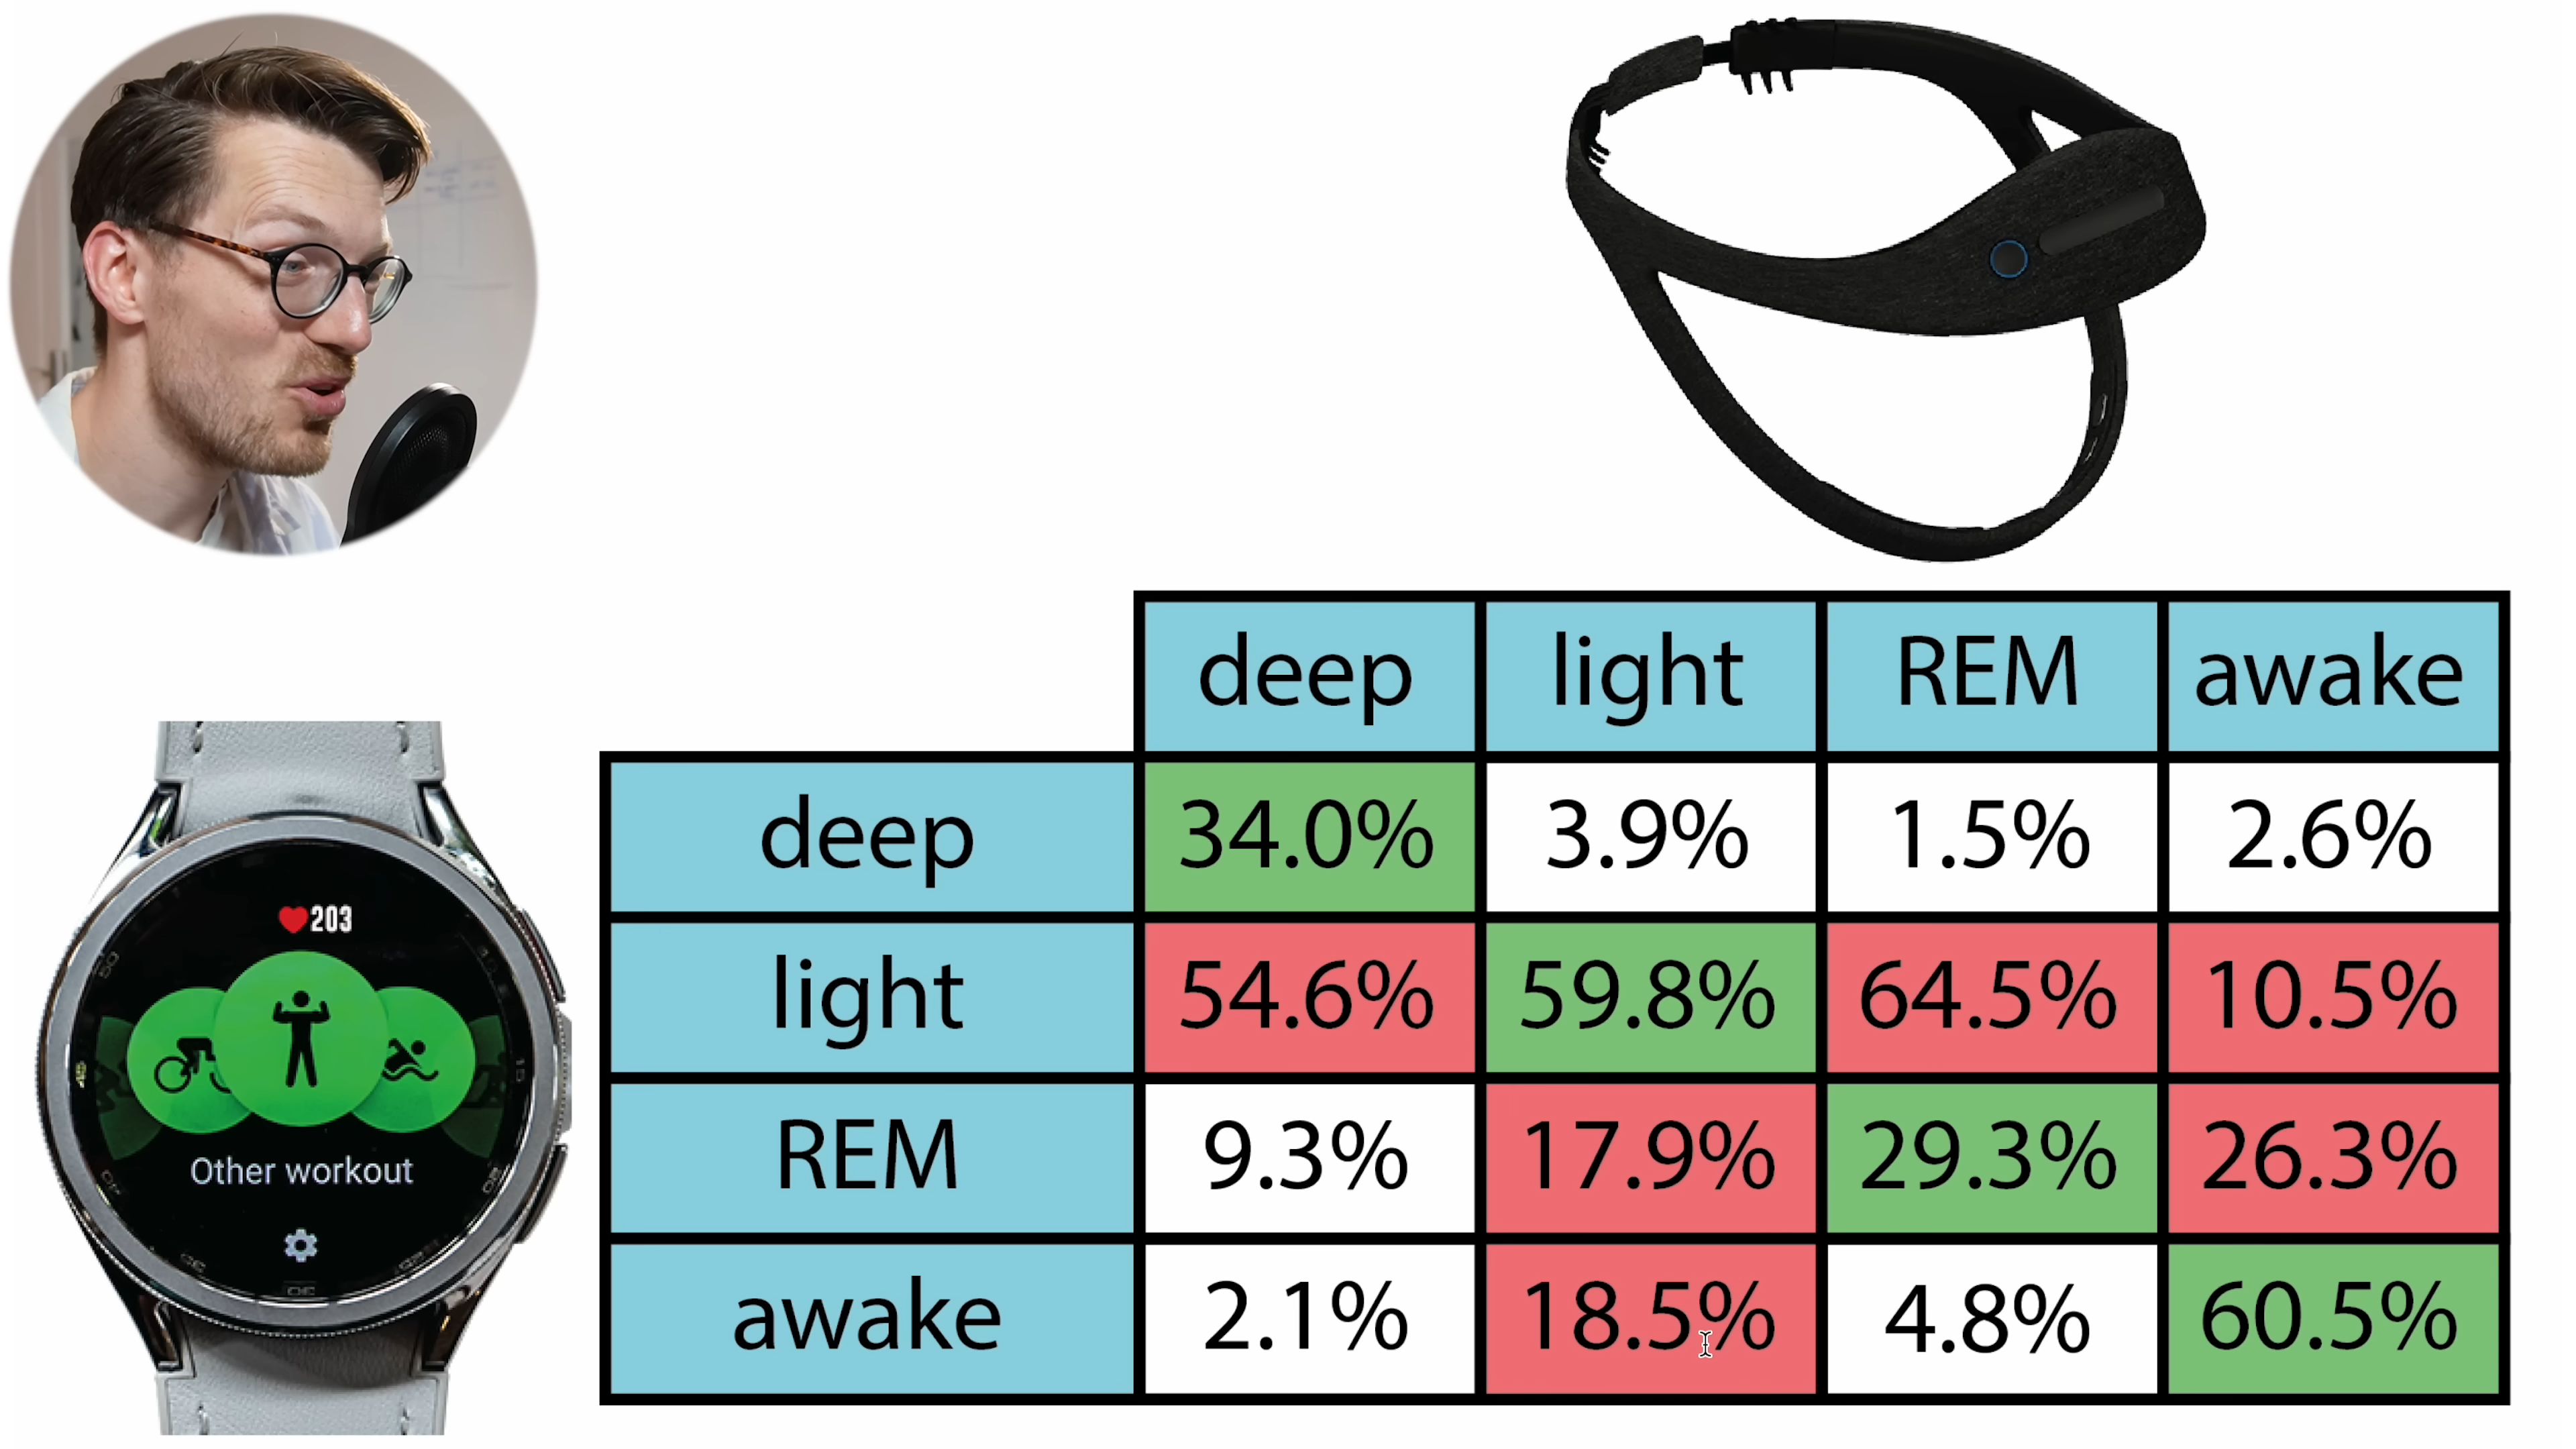 deep light REM awake
deep 34.0% 3.9% 1.5% 2.6%
light 54.6% 59.8% 64.5% 10.5%
REM 9.3% 17.9% 29.3% 26.3%
awake 2.1% 18.5% 4.8% 60.5%
203
Other workout